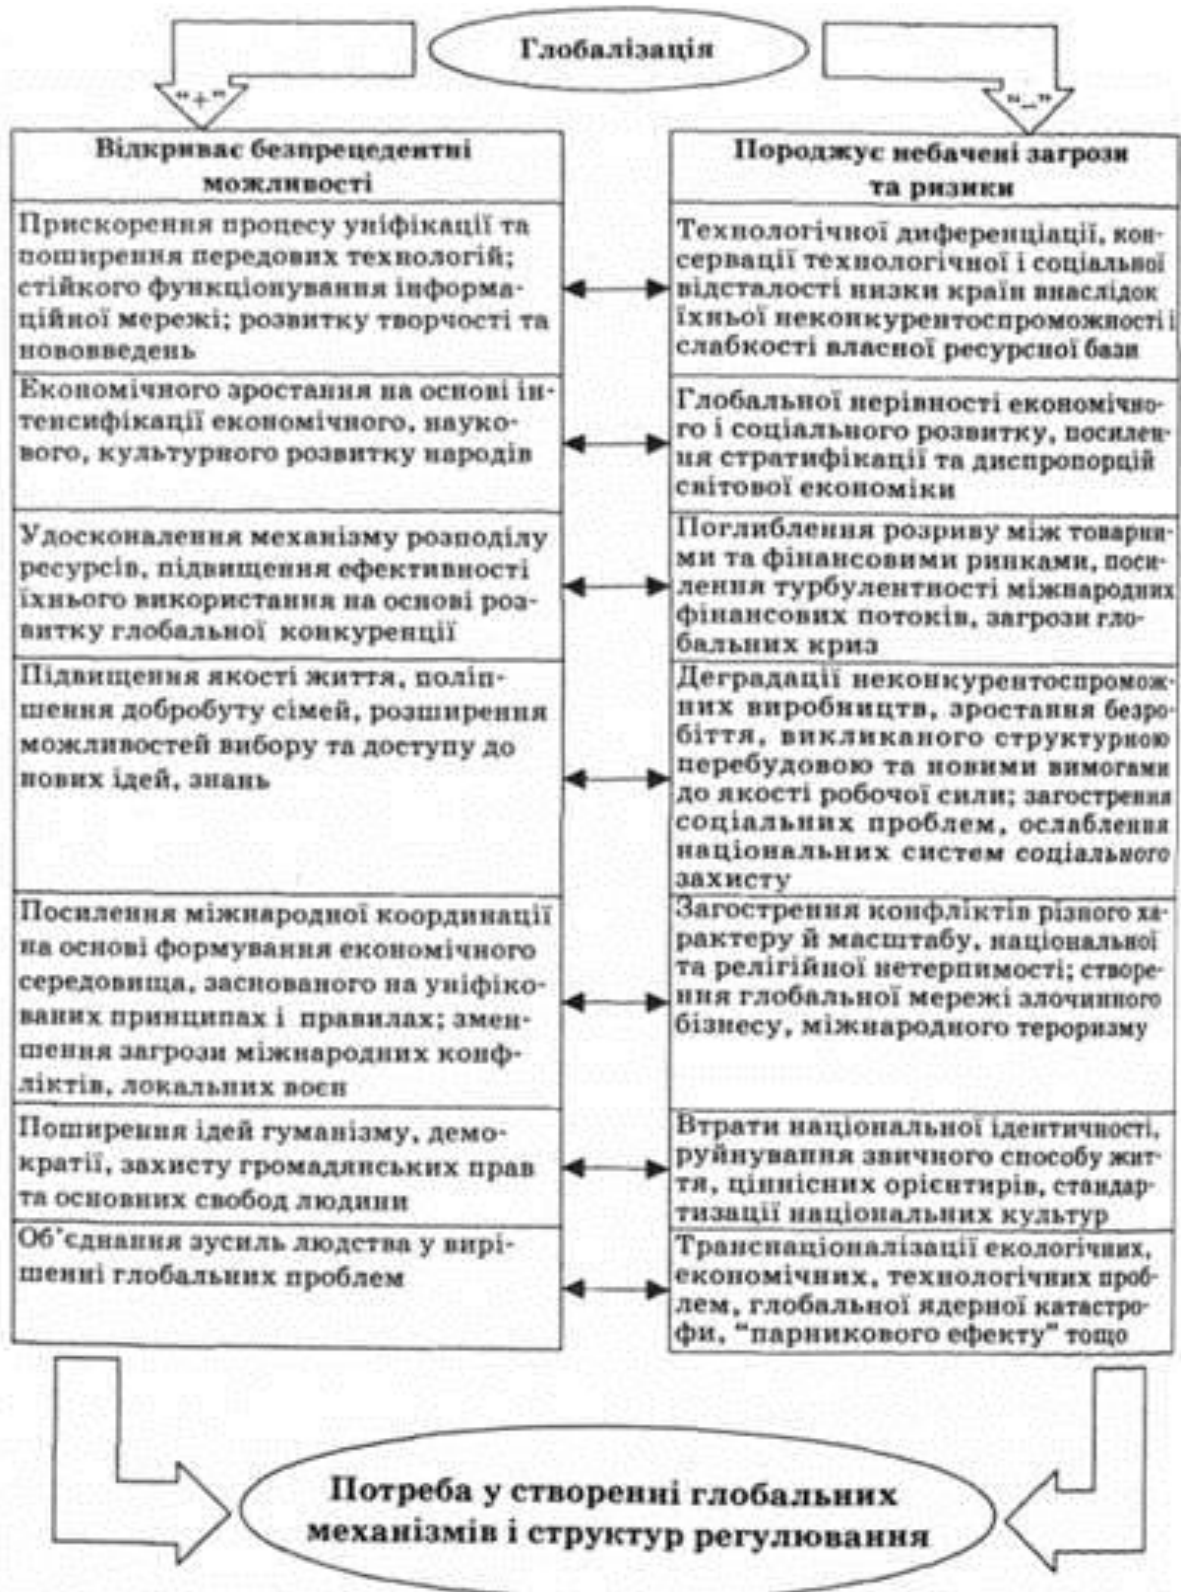 Глобалізація
“+”
“–”
Відкриває безпрецедентні
можливості
Породжує небачені загрози
та ризики
Прискорення процесу уніфікації та
поширення передових технологій;
стійкого функціонування інформа-
ційної мережі; розвитку творчості та
нововведень
Технологічної диференціації, кон-
сервації технологічної і соціальної
відсталості низки країн внаслідок
їхньої неконкурентоспроможності і
слабкості власної ресурсної бази
Економічного зростання на основі ін-
тенсифікації економічного, науко-
вого, культурного розвитку народів
Глобальної нерівності економічно-
го і соціального розвитку, посилен-
ня стратифікації та диспропорцій
світової економіки
Удосконалення механізму розподілу
ресурсів, підвищення ефективності
їхнього використання на основі роз-
витку глобальної конкуренції
Поглиблення розриву між товарни-
ми та фінансовими ринками, поси-
лення турбулентності міжнародних
фінансових потоків, загрози гло-
бальних криз
Підвищення якості життя, поліп-
шення добробуту сімей, розширення
можливостей вибору та доступу до
нових ідей, знань
Деградації неконкурентоспромож-
них виробництв, зростання безро-
біття, викликаного структурною
перебудовою та новими вимогами
до якості робочої сили; загострення
соціальних проблем, ослаблення
національних систем соціального
захисту
Посилення міжнародної координації
на основі формування економічного
середовища, заснованого на уніфіко-
ваних принципах і правилах; змен-
шення загрози міжнародних конф-
ліктів, локальних воєн
Загострення конфліктів різного ха-
рактеру й масштабу, національної
та релігійної нетерпимості; створе-
ння глобальної мережі злочинного
бізнесу, міжнародного тероризму
Поширення ідей гуманізму, демо-
кратії, захисту громадянських прав
та основних свобод людини
Втрати національної ідентичності,
руйнування звичного способу жит-
тя, ціннісних орієнтирів, стандар-
тизації національних культур
Об’єднання зусиль людства у вирі-
шенні глобальних проблем
Транснаціоналізації екологічних,
економічних, технологічних проб-
лем, глобальної ядерної катастро-
фи, “парникового ефекту” тощо
Потреба у створенні глобальних
механізмів і структур регулювання